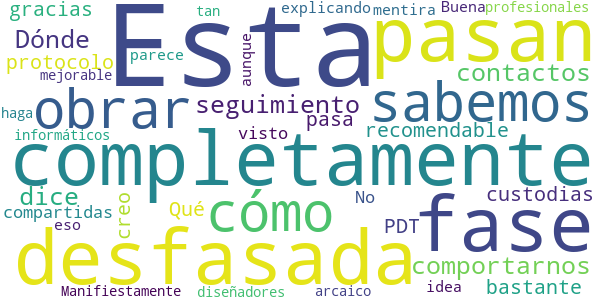 gracias
tan
explicando
mentira
Buena
profesionales
Dónde
Esta
pasan
protocolo
parece
aunque
contactos
mejorable
obrar
seguimiento
sabemos
haga
pasa
informáticos
visto
recomendable
completamente
dice
creo
Qué
cómo
No
custodias
compartidas
PDT
fase
eso
desfasada
comportarnos
Manifiestamente
diseñadores
arcaico
idea
bastante